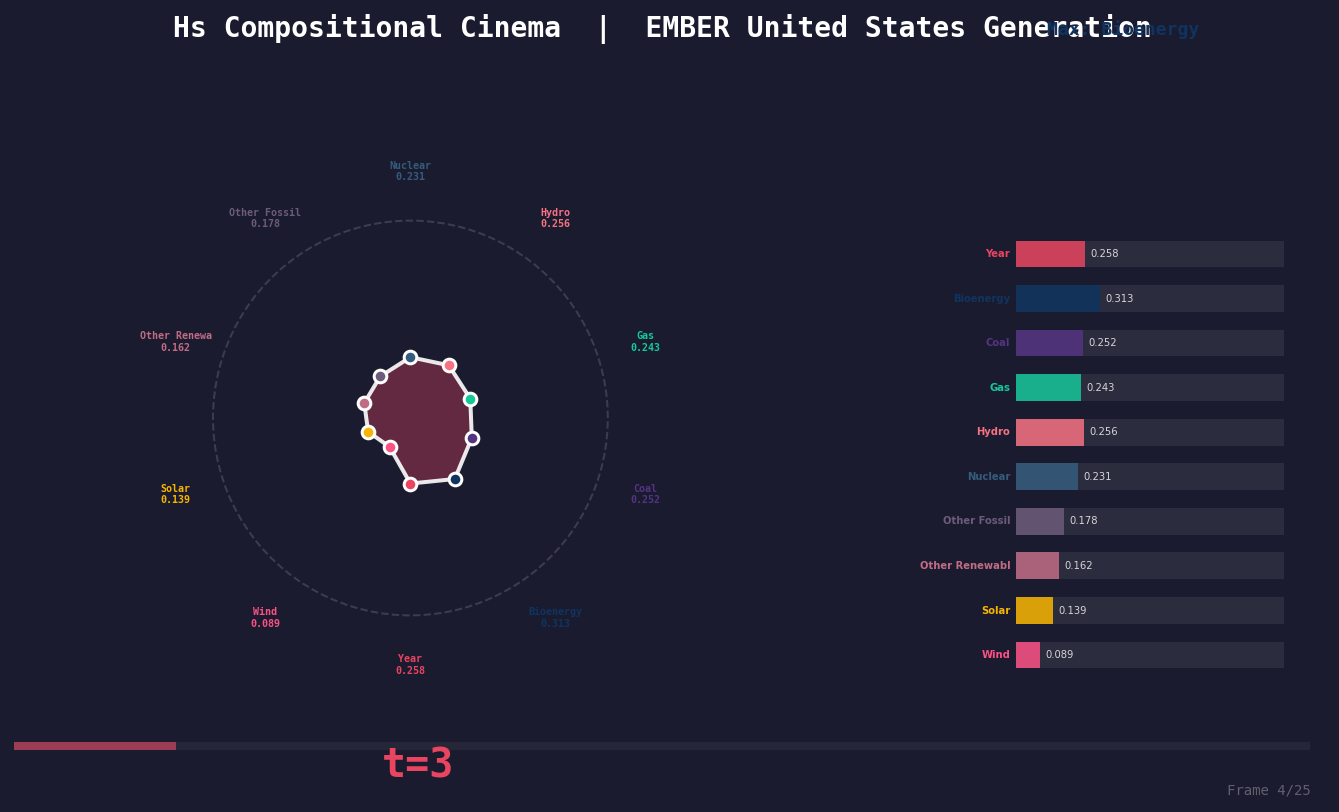 Hs Compositional Cinema | EMBER United States Generation
Bioenergy
Nuclear
0.231
Other Fossil
0.178
Hydro
0.256
Other Renewa
0.162
Gas
0.243
Solar
0.139
Coal
0.252
Wind
0.089
Bioenergy
0.313
Year
0.258
Year
0.258
Bioenergy
0.313
Coal
0.252
Gas
0.243
Hydro
0.256
Nuclear
0.231
Other Fossil
0.178
Other Renewabl
0.162
Solar
0.139
Wind
0.089
t=3
Frame 4/25